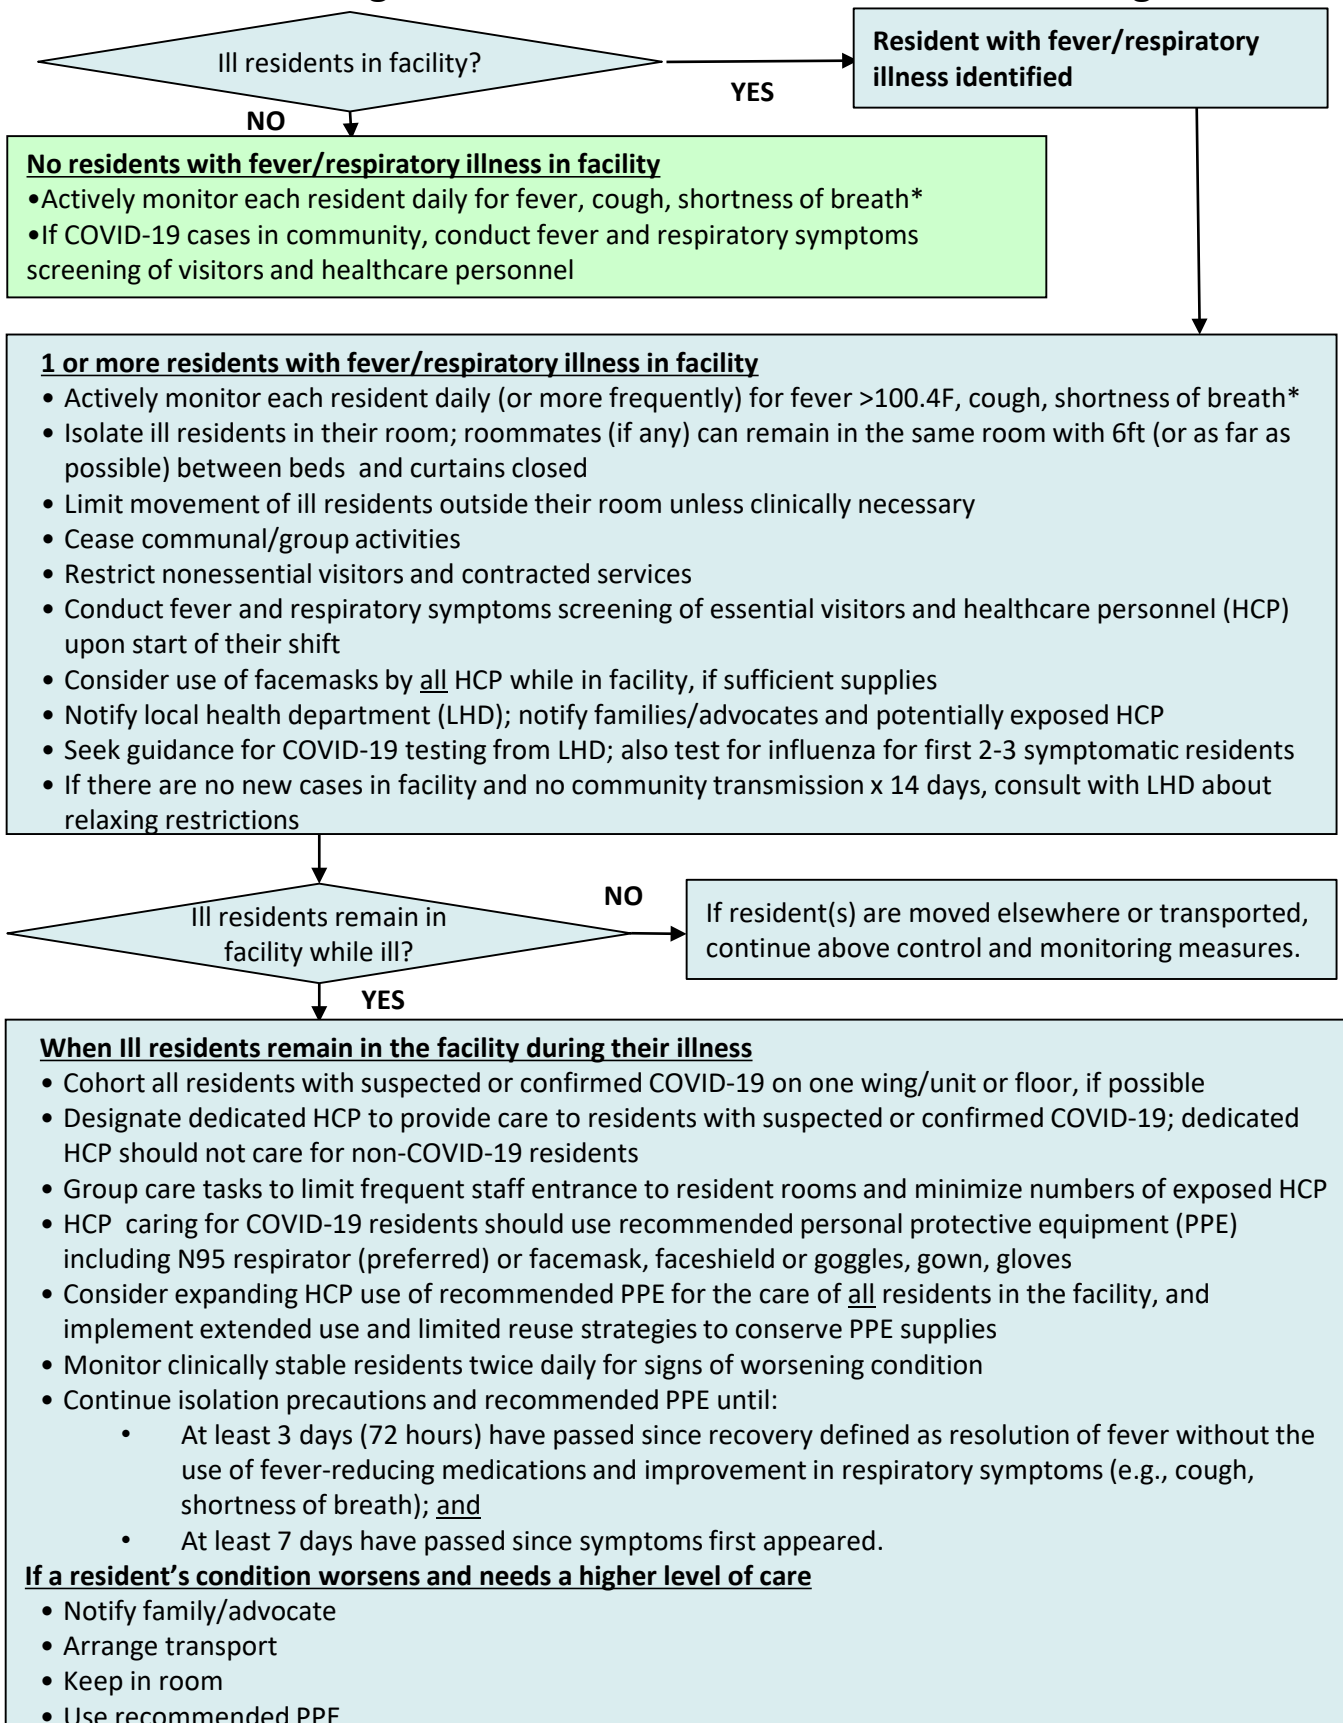 Ill residents in facility?
YES
Resident with fever/respiratory
illness identified
NO
No residents with fever/respiratory illness in facility
•Actively monitor each resident daily for fever, cough, shortness of breath*
•If COVID-19 cases in community, conduct fever and respiratory symptoms
screening of visitors and healthcare personnel
1 or more residents with fever/respiratory illness in facility
• Actively monitor each resident daily (or more frequently) for fever >100.4F, cough, shortness of breath*
• Isolate ill residents in their room; roommates (if any) can remain in the same room with 6ft (or as far as
possible) between beds and curtains closed
• Limit movement of ill residents outside their room unless clinically necessary
• Cease communal/group activities
• Restrict nonessential visitors and contracted services
• Conduct fever and respiratory symptoms screening of essential visitors and healthcare personnel (HCP)
upon start of their shift
• Consider use of facemasks by all HCP while in facility, if sufficient supplies
• Notify local health department (LHD); notify families/advocates and potentially exposed HCP
• Seek guidance for COVID-19 testing from LHD; also test for influenza for first 2-3 symptomatic residents
• If there are no new cases in facility and no community transmission x 14 days, consult with LHD about
relaxing restrictions
Ill residents remain in
facility while ill?
NO
If resident(s) are moved elsewhere or transported,
continue above control and monitoring measures.
YES
When Ill residents remain in the facility during their illness
• Cohort all residents with suspected or confirmed COVID-19 on one wing/unit or floor, if possible
• Designate dedicated HCP to provide care to residents with suspected or confirmed COVID-19; dedicated
HCP should not care for non-COVID-19 residents
• Group care tasks to limit frequent staff entrance to resident rooms and minimize numbers of exposed HCP
• HCP caring for COVID-19 residents should use recommended personal protective equipment (PPE)
including N95 respirator (preferred) or facemask, faceshield or goggles, gown, gloves
• Consider expanding HCP use of recommended PPE for the care of all residents in the facility, and
implement extended use and limited reuse strategies to conserve PPE supplies
• Monitor clinically stable residents twice daily for signs of worsening condition
• Continue isolation precautions and recommended PPE until:
• At least 3 days (72 hours) have passed since recovery defined as resolution of fever without the
use of fever-reducing medications and improvement in respiratory symptoms (e.g., cough,
shortness of breath); and
• At least 7 days have passed since symptoms first appeared.
If a resident’s condition worsens and needs a higher level of care
• Notify family/advocate
• Arrange transport
• Keep in room
• Use recommended PPE